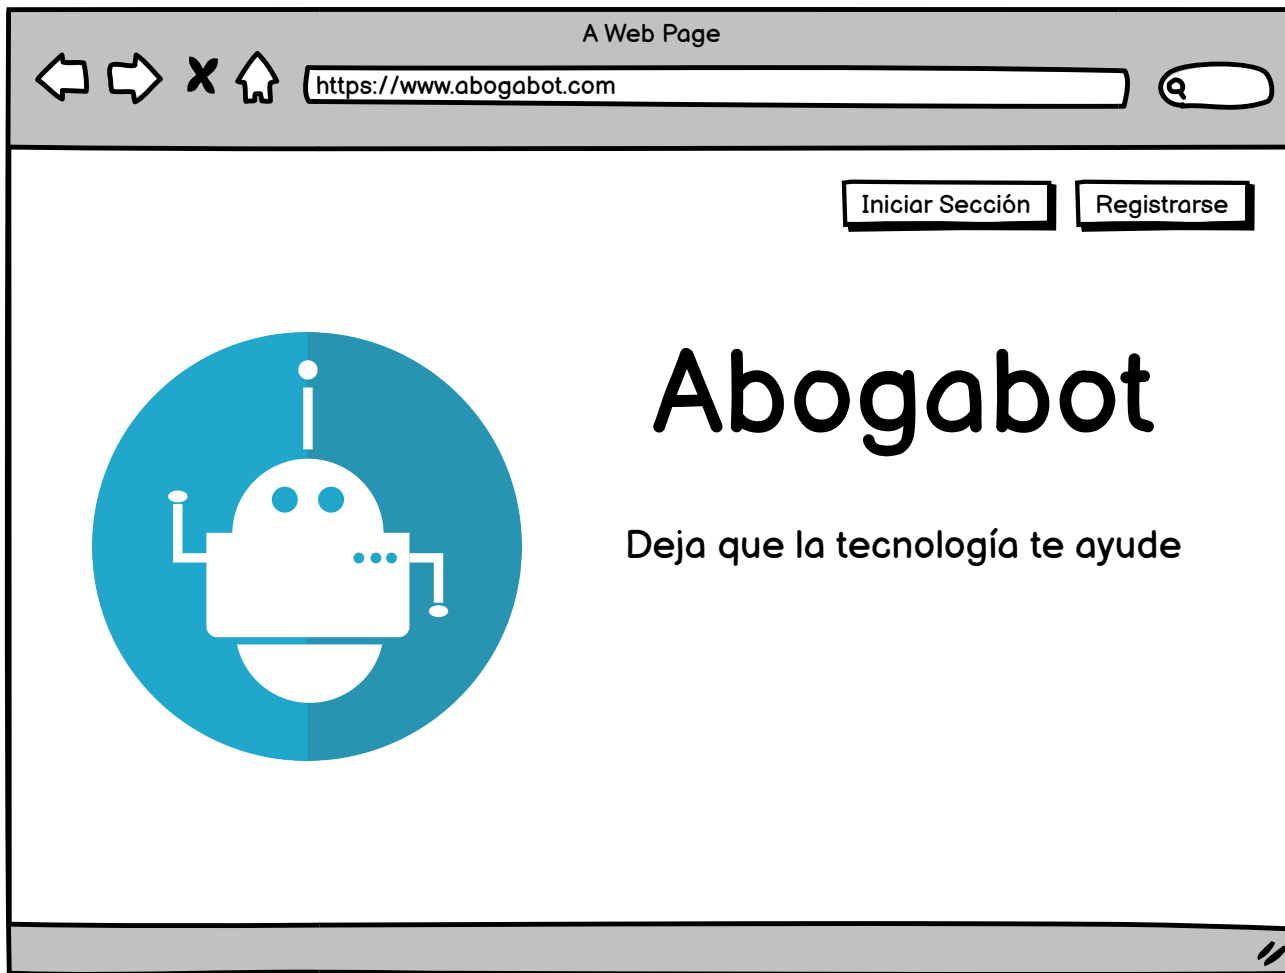 A Web Page
https://www.abogabot.com
Iniciar Sección
Registrarse
Abogabot
Deja que la tecnología te ayude